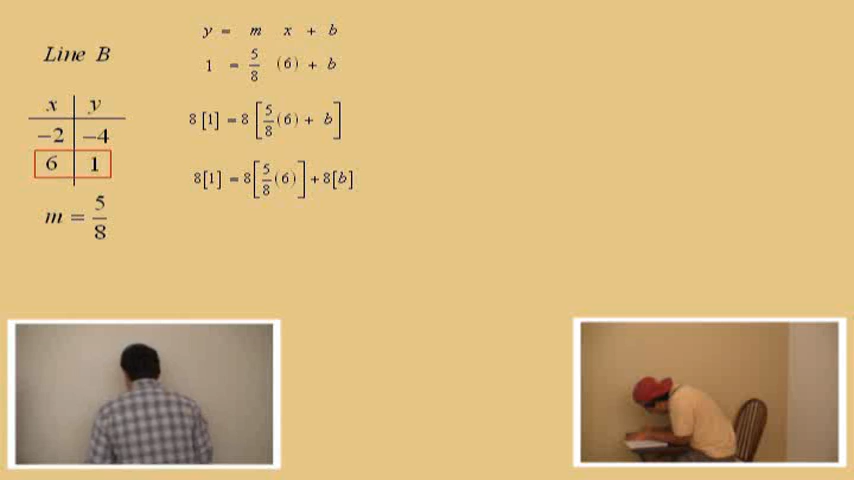 Line B
x y
−2 −4
6 1
m = 5/8
y = m x + b
1 = 5/8 (6) + b
8[1] = 8[5/8(6) + b]
8[1] = 8[5/8(6)] + 8[b]